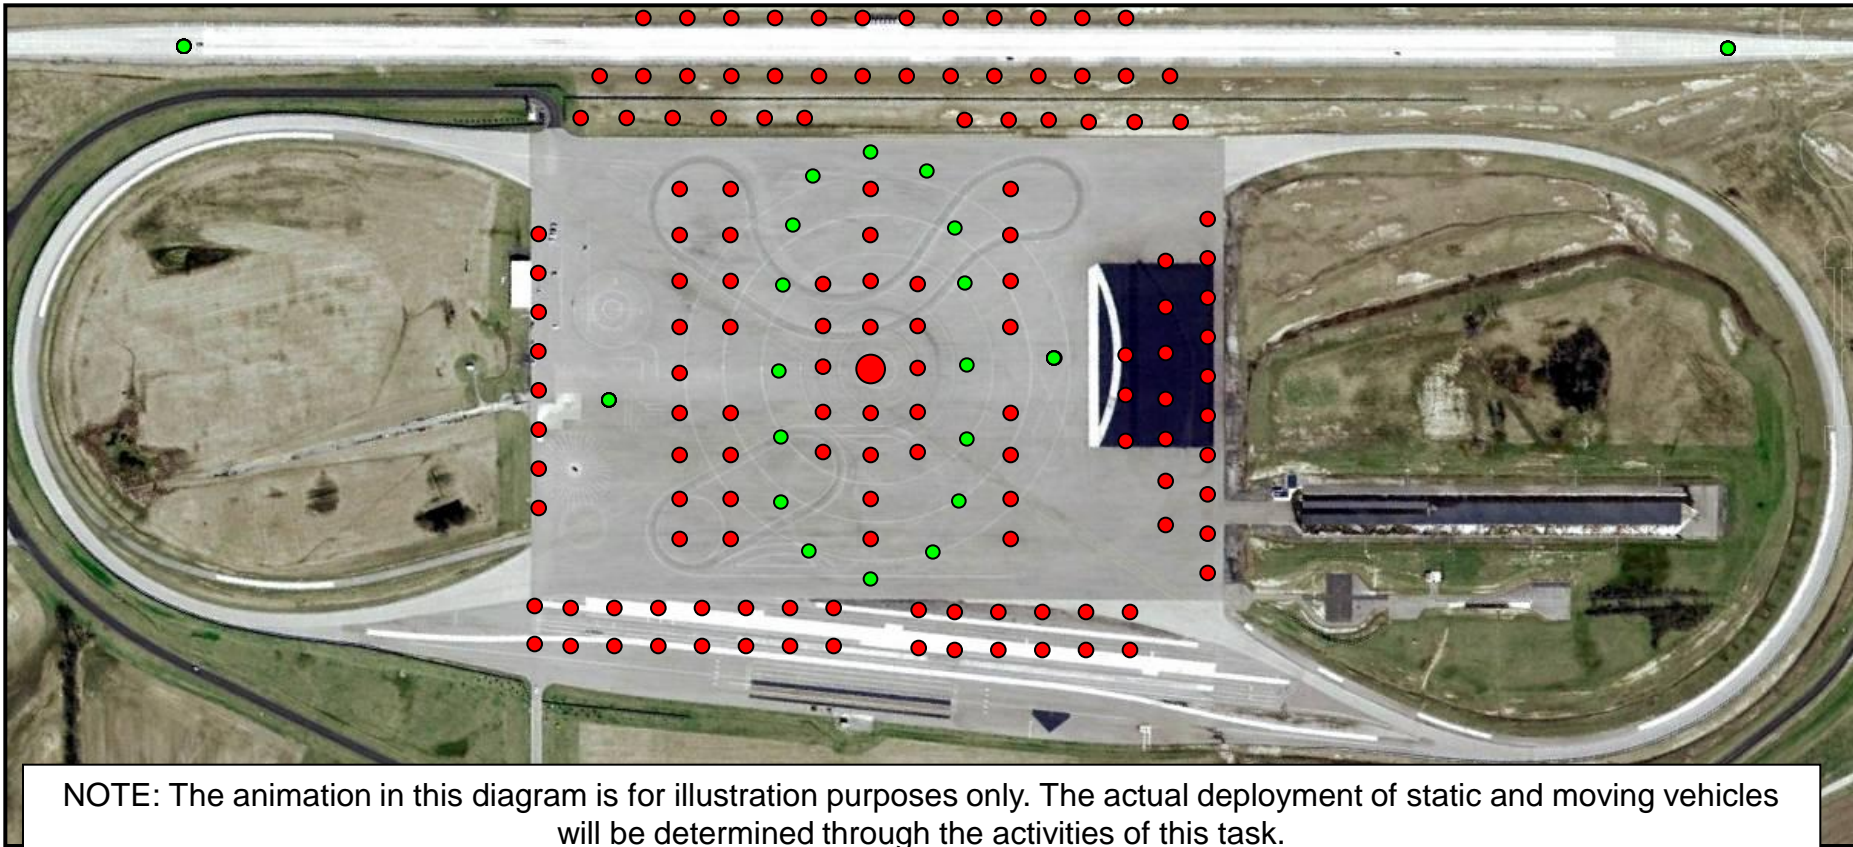 NOTE: The animation in this diagram is for illustration purposes only. The actual deployment of static and moving vehicles
will be determined through the activities of this task.